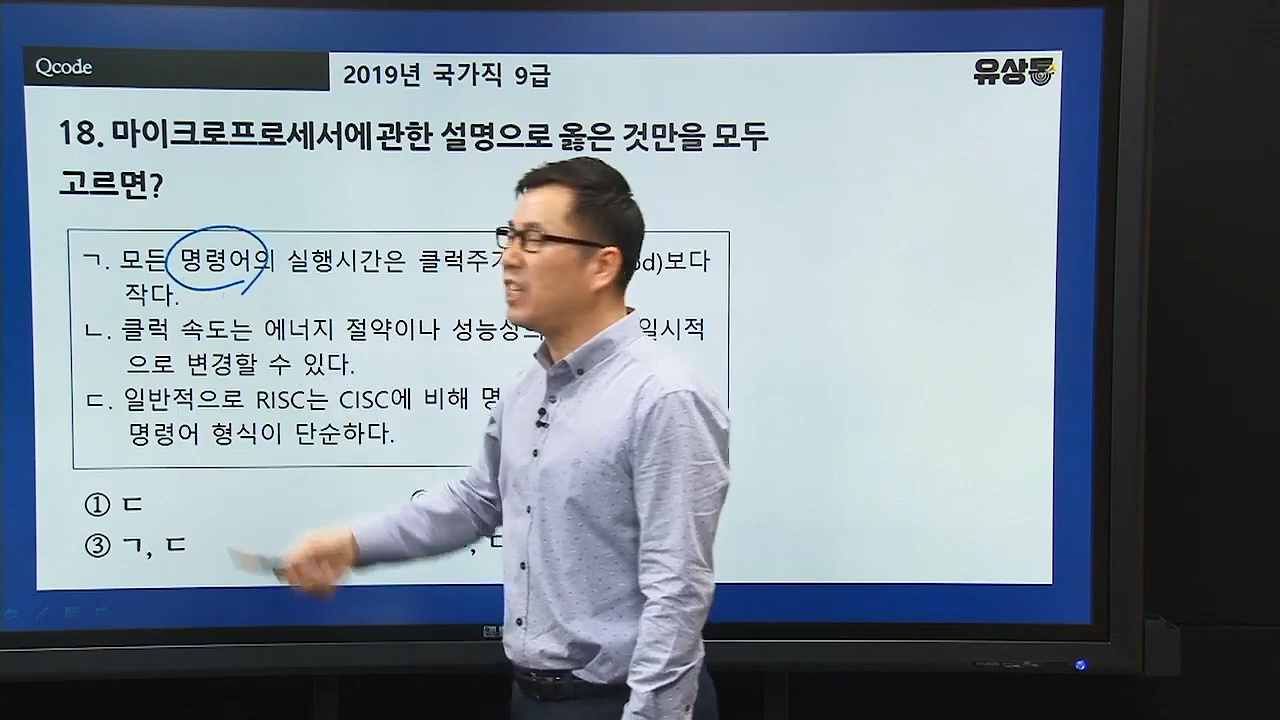 Qcode
2019년 국가직 9급
유상통
18. 마이크로프로세서에 관한 설명으로 옳은 것만을 모두
고르면?
ㄱ. 모든 명령어의 실행시간은 클럭주기 보다
작다.
ㄴ. 클럭 속도는 에너지 절약이나 성능상의 일시적
으로 변경할 수 있다.
ㄷ. 일반적으로 RISC는 CISC에 비해
명령어 형식이 단순하다.
① ㄷ
③ ㄱ, ㄷ